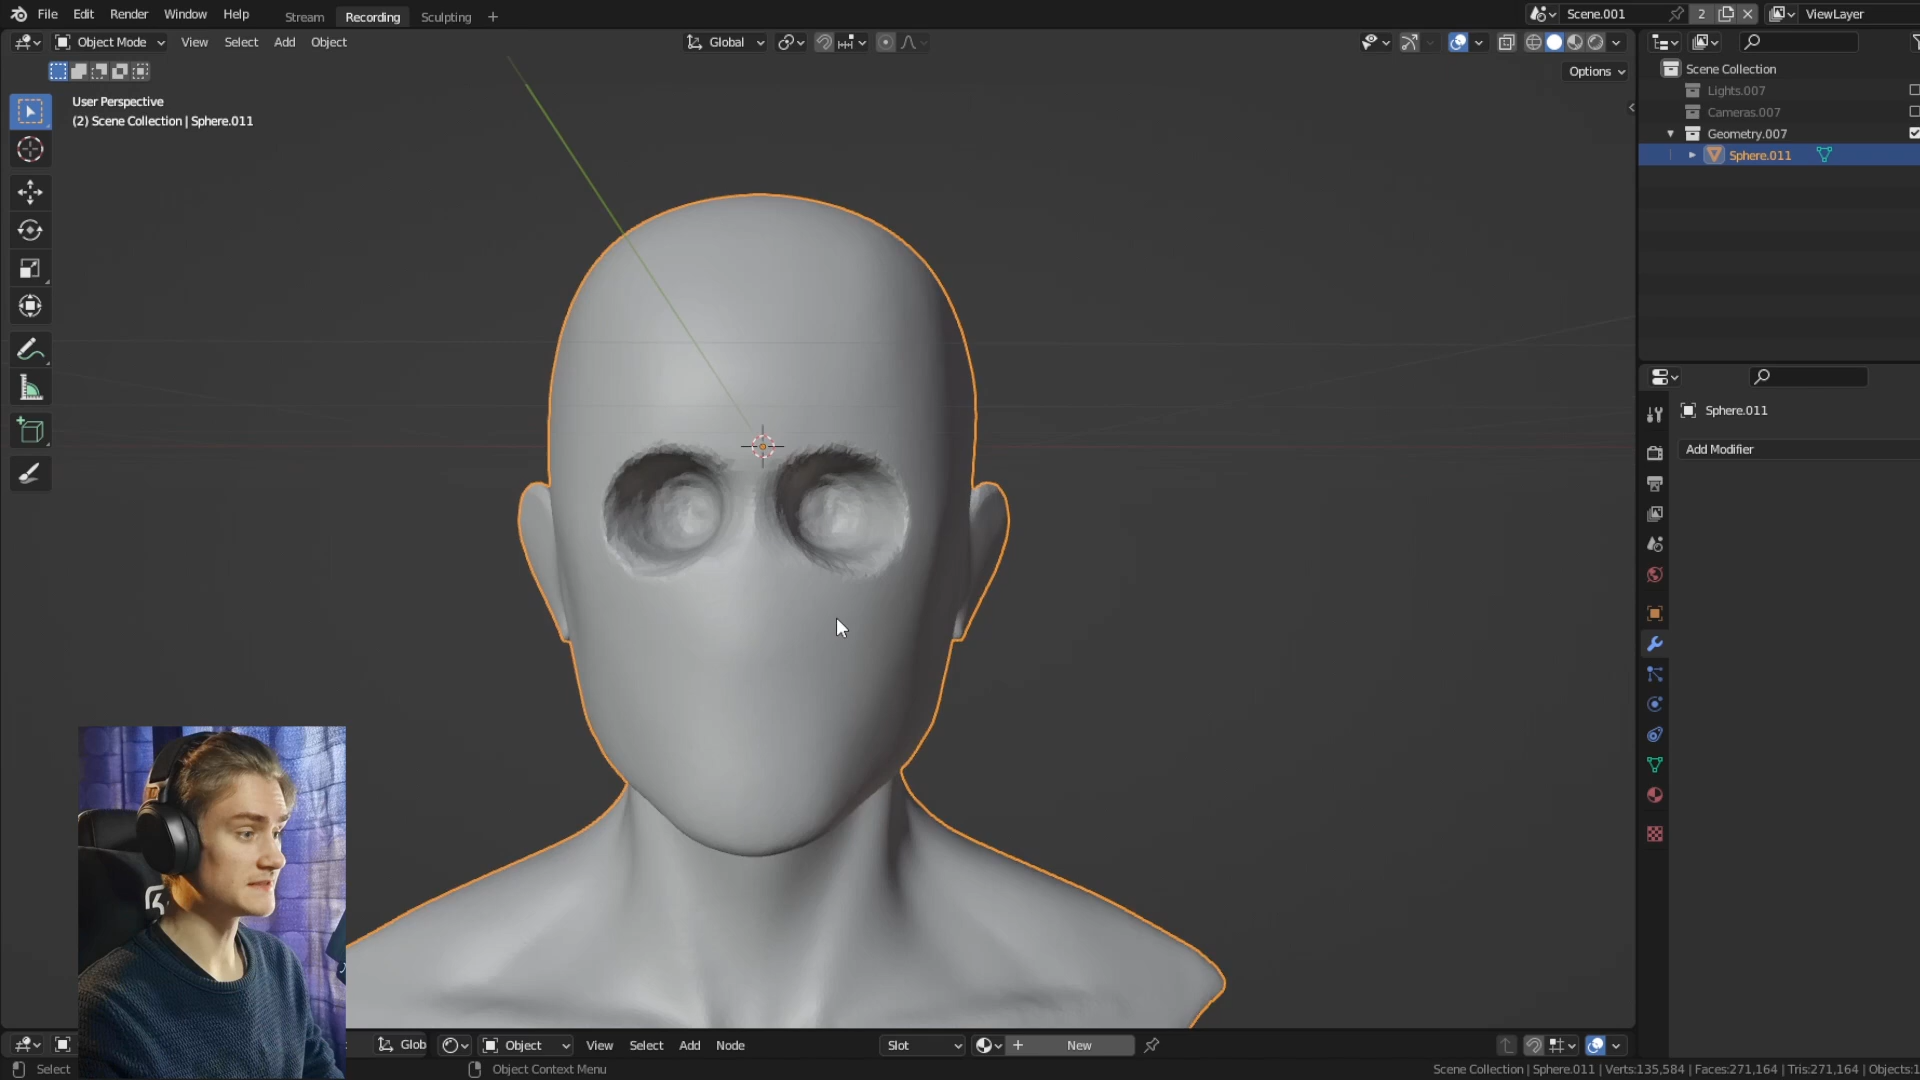 File Edit Render Window Help Stream Recording Sculpting + Scene.001 2 ViewLayer
Object Mode View Select Add Object Global
Options
User Perspective
(2) Scene Collection | Sphere.011
Scene Collection
Lights.007
Cameras.007
Geometry.007
Sphere.011
Sphere.011
Add Modifier
Glob Object View Select Add Node Slot + New
Select Object Context Menu Scene Collection | Sphere.011 | Verts:135,584 | Faces:271,164 | Tris:271,164 | Objects:1